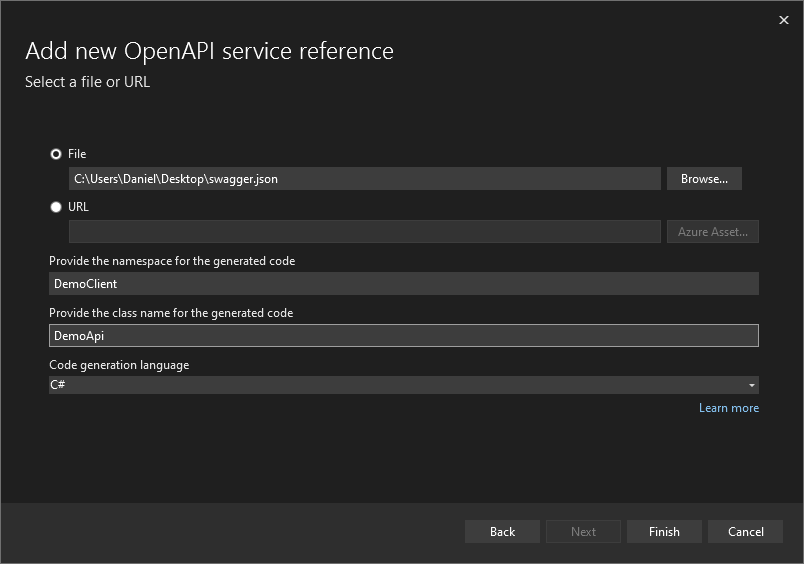 Add new OpenAPI service reference
Select a file or URL
File
C:\Users\Daniel\Desktop\swagger.json
Browse...
URL
Azure Asset...
Provide the namespace for the generated code
DemoClient
Provide the class name for the generated code
DemoApi
Code generation language
C#
Learn more
Back
Next
Finish
Cancel